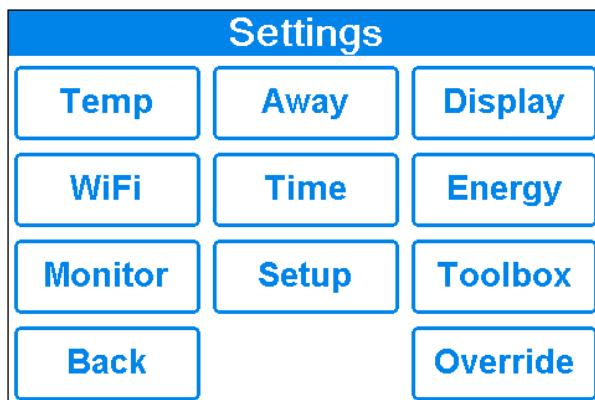 Settings
Temp Away Display
WiFi Time Energy
Monitor Setup Toolbox
Back Override